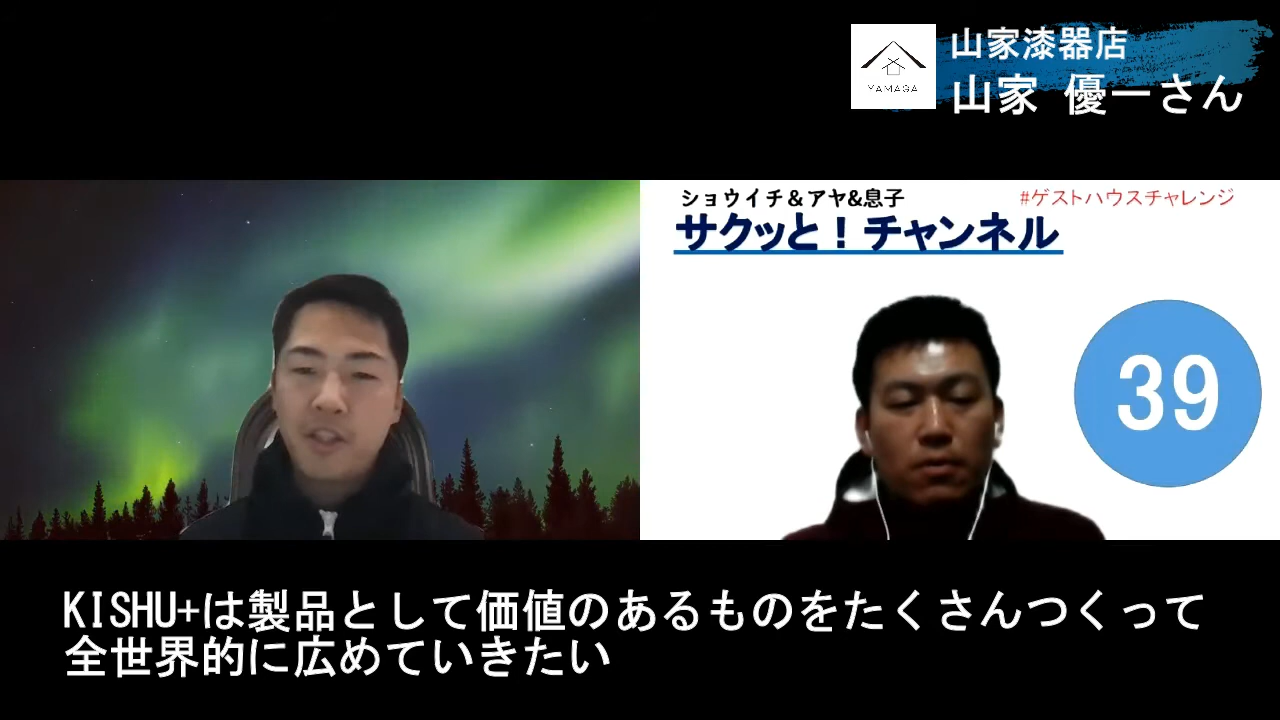 山家漆器店
YAMAGA
山家 優一さん
ショウイチ＆アヤ&息子
#ゲストハウスチャレンジ
サクッと！チャンネル
39
KISHU+は製品として価値のあるものをたくさんつくって
全世界的に広めていきたい